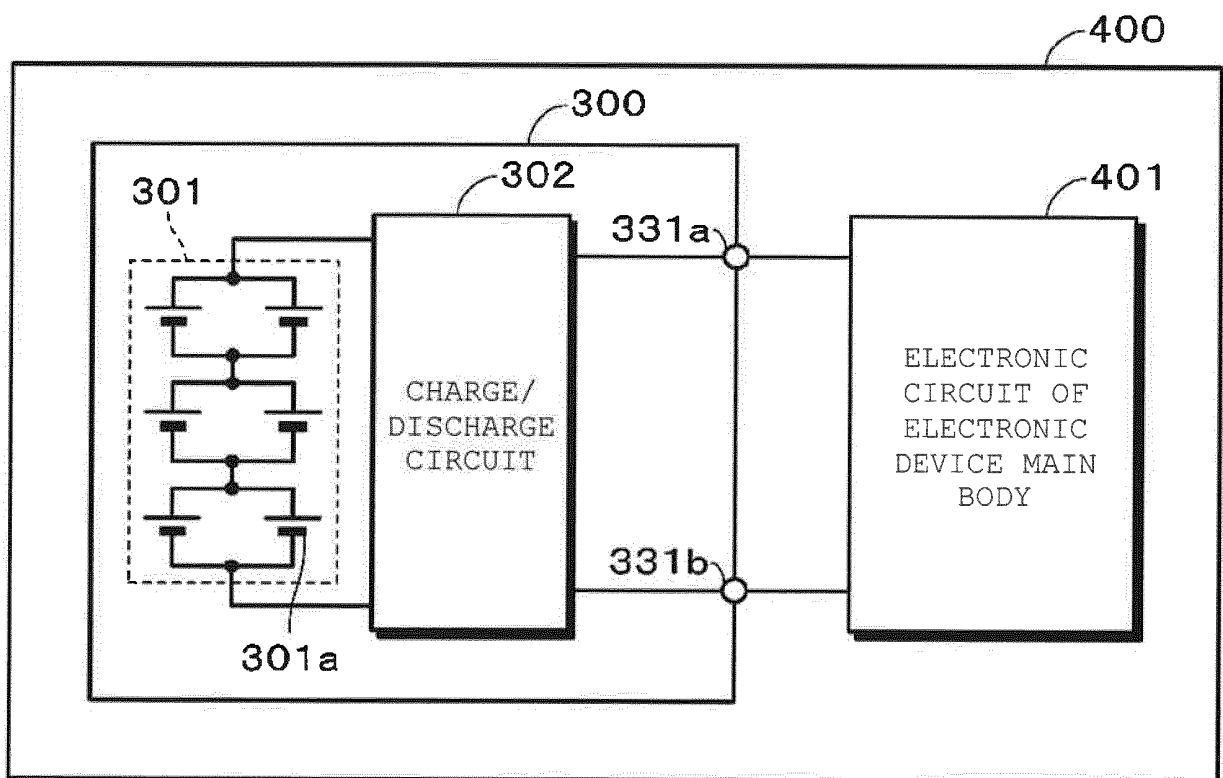 400
300
302
301
401
331a
CHARGE/
DISCHARGE
CIRCUIT
ELECTRONIC
CIRCUIT OF
ELECTRONIC
DEVICE MAIN
BODY
331b
301a